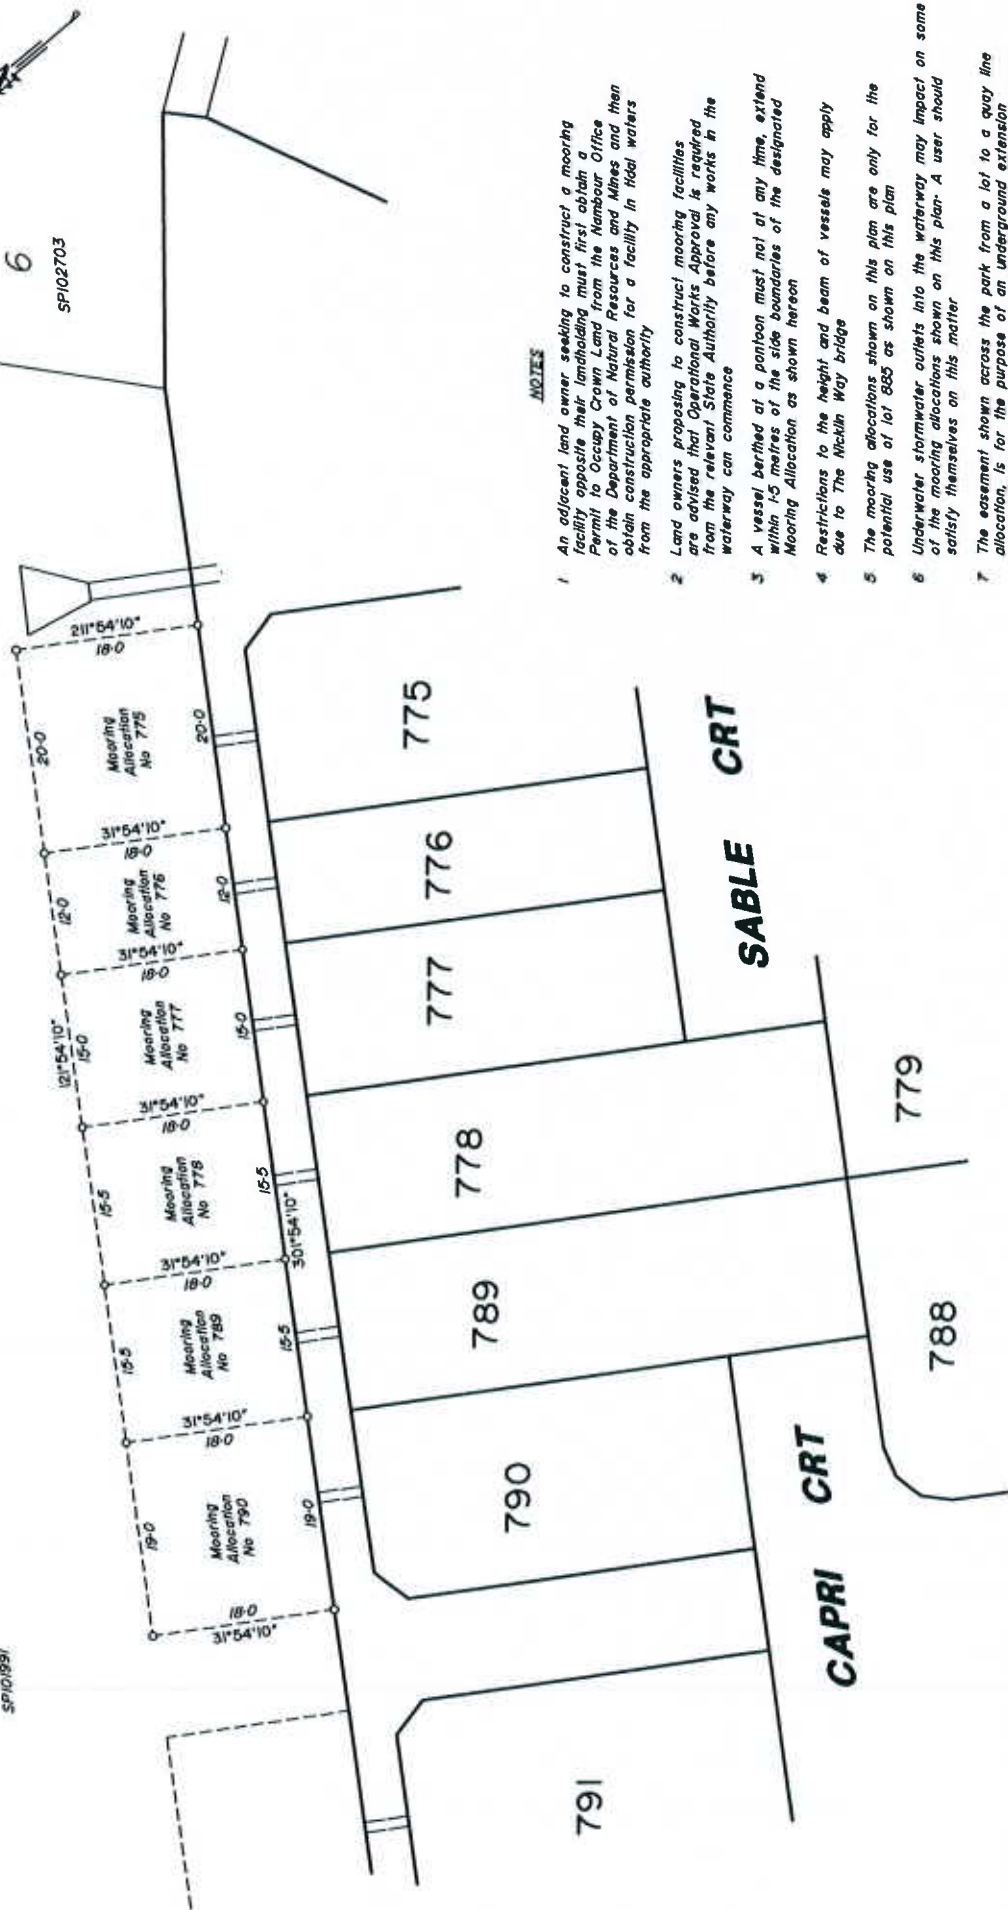 SP101991
6
SP102703
19·0
15·5
15·5
121°54'10"
15·0
12·0
20·0
Mooring
Allocation
No 790
Mooring
Allocation
No 789
Mooring
Allocation
No 778
Mooring
Allocation
No 777
Mooring
Allocation
No 776
Mooring
Allocation
No 775
31°54'10"
18·0
31°54'10"
18·0
31°54'10"
18·0
31°54'10"
18·0
31°54'10"
18·0
31°54'10"
18·0
211°54'10"
18·0
19·0
15·5
301°54'10"
15·5
15·0
12·0
20·0
791
790
789
778
777
776
775
788
779
CAPRI CRT
SABLE CRT
NOTES
1 An adjacent land owner seeking to construct a mooring
facility opposite their landholding must first obtain a
Permit to Occupy Crown Land from the Nambour Office
of the Department of Natural Resources and Mines and then
obtain construction permission for a facility in tidal waters
from the appropriate authority
2 Land owners proposing to construct mooring facilities
are advised that Operational Works Approval is required
from the relevant State Authority before any works in the
waterway can commence
3 A vessel berthed at a pontoon must not at any time, extend
within 1·5 metres of the side boundaries of the designated
Mooring Allocation as shown hereon
4 Restrictions to the height and beam of vessels may apply
due to The Nicklin Way bridge
5 The mooring allocations shown on this plan are only for the
potential use of lot 885 as shown on this plan
6 Underwater stormwater outlets into the waterway may impact on some
of the mooring allocations shown on this plan· A user should
satisfy themselves on this matter
7 The easement shown across the park from a lot to a quay line
allocation, is for the purpose of an underground extension